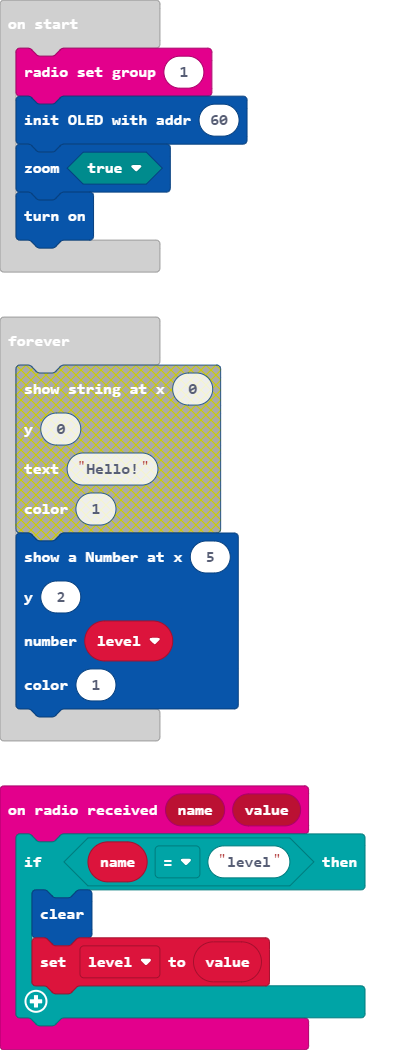 on start
radio set group 1
init OLED with addr 60
zoom true
turn on
forever
show string at x 0
y 0
text "Hello!"
color 1
show a Number at x 5
y 2
number level
color 1
on radio received name value
if name = "level" then
clear
set level to value